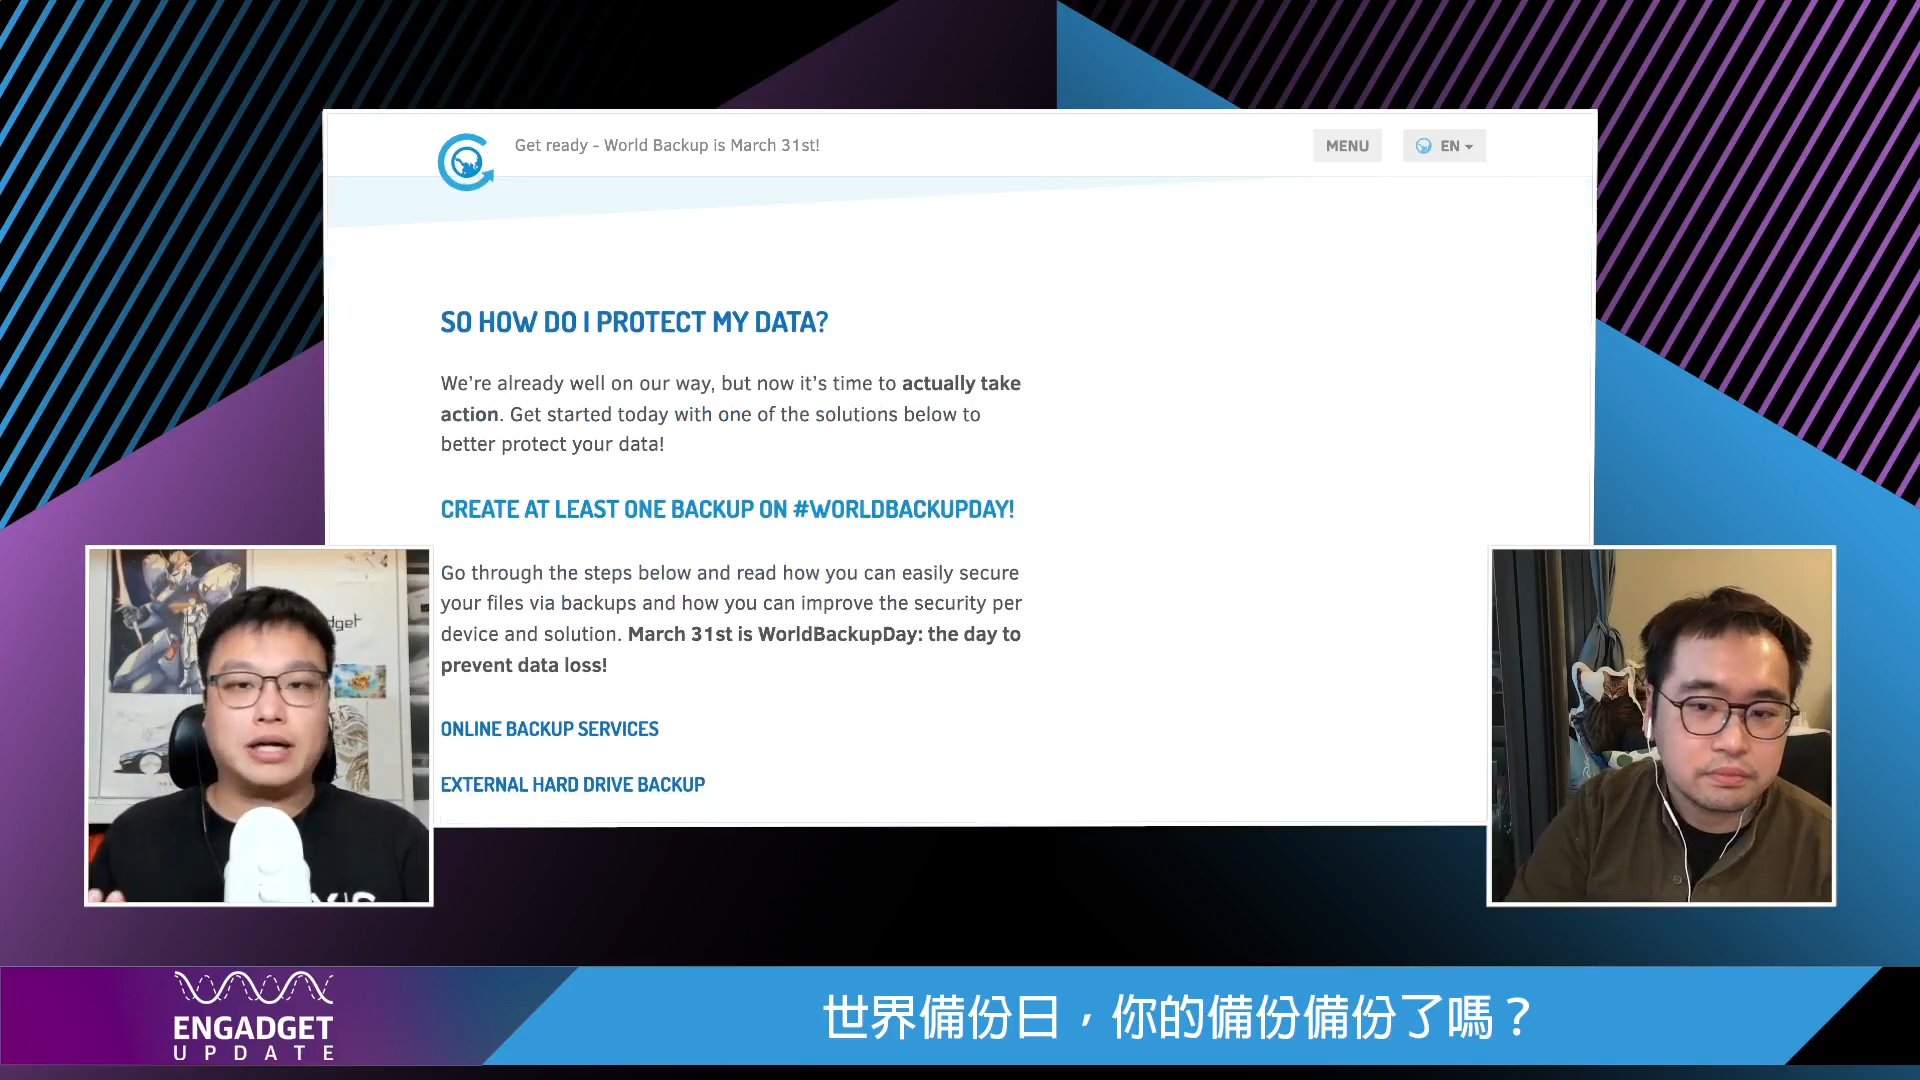 Get ready - World Backup is March 31st!
MENU
EN
SO HOW DO I PROTECT MY DATA?
We’re already well on our way, but now it’s time to actually take
action. Get started today with one of the solutions below to
better protect your data!
CREATE AT LEAST ONE BACKUP ON #WORLDBACKUPDAY!
Go through the steps below and read how you can easily secure
your files via backups and how you can improve the security per
device and solution. March 31st is WorldBackupDay: the day to
prevent data loss!
ONLINE BACKUP SERVICES
EXTERNAL HARD DRIVE BACKUP
ENGADGET
UPDATE
世界備份日，你的備份備份了嗎？